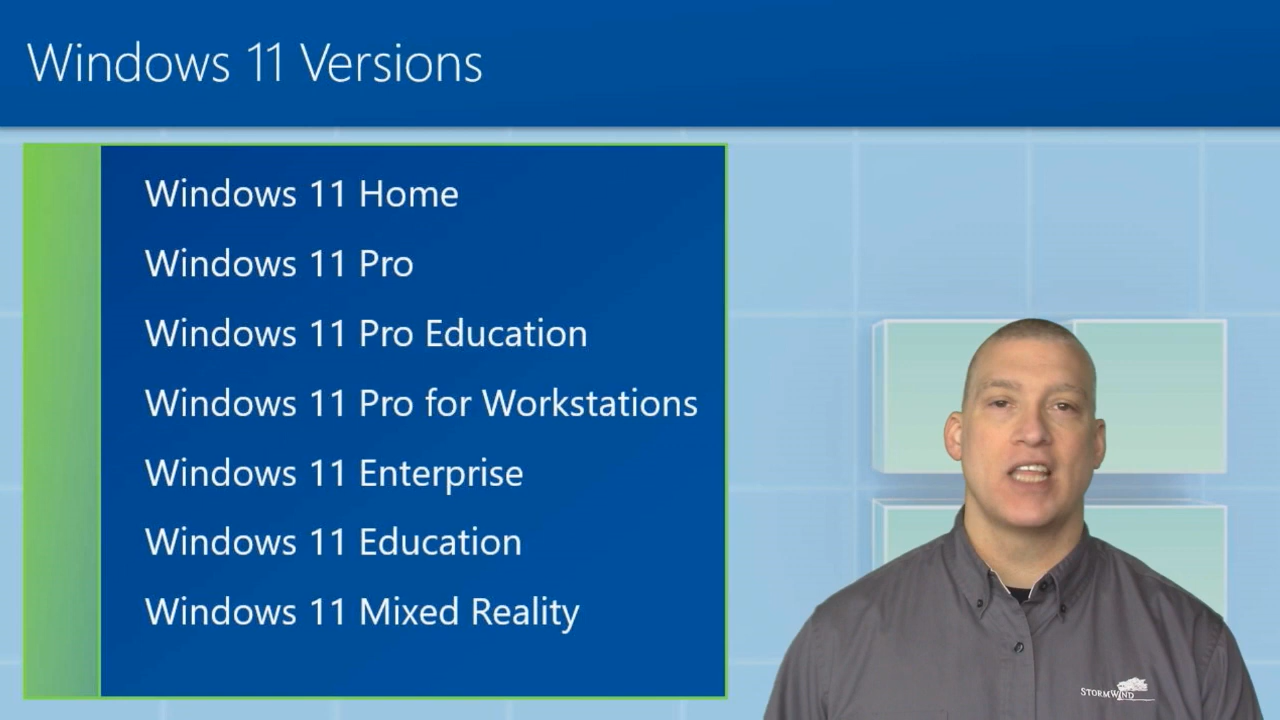 Windows 11 Versions
Windows 11 Home
Windows 11 Pro
Windows 11 Pro Education
Windows 11 Pro for Workstations
Windows 11 Enterprise
Windows 11 Education
Windows 11 Mixed Reality
STORMWIND